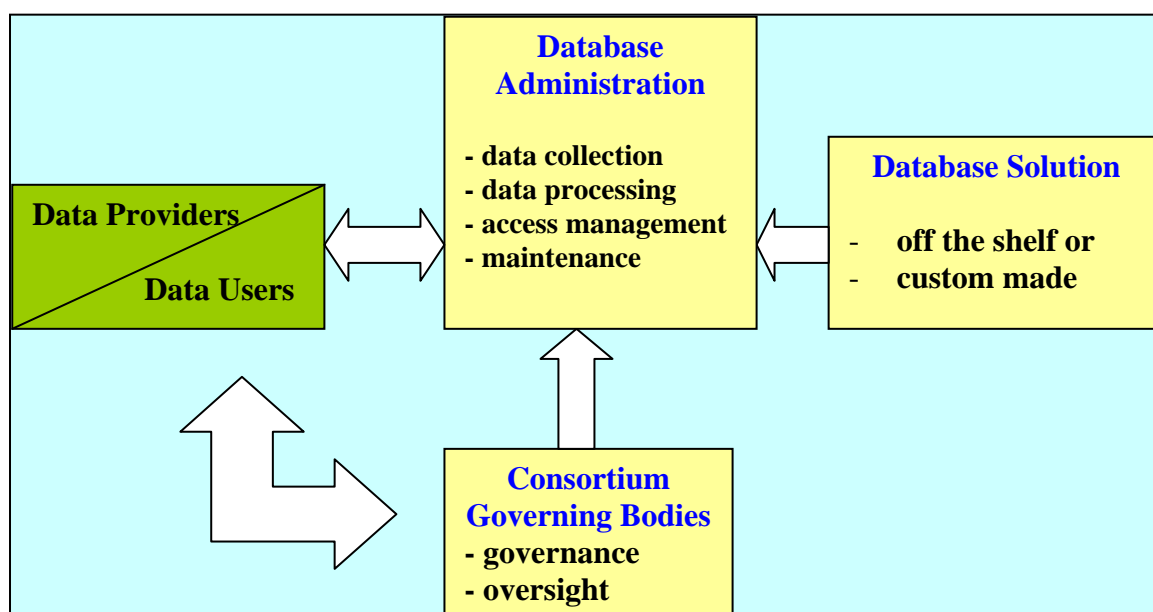 Data Providers
Data Users
Database
Administration
- data collection
- data processing
- access management
- maintenance
Database Solution
- off the shelf or
- custom made
Consortium
Governing Bodies
- governance
- oversight